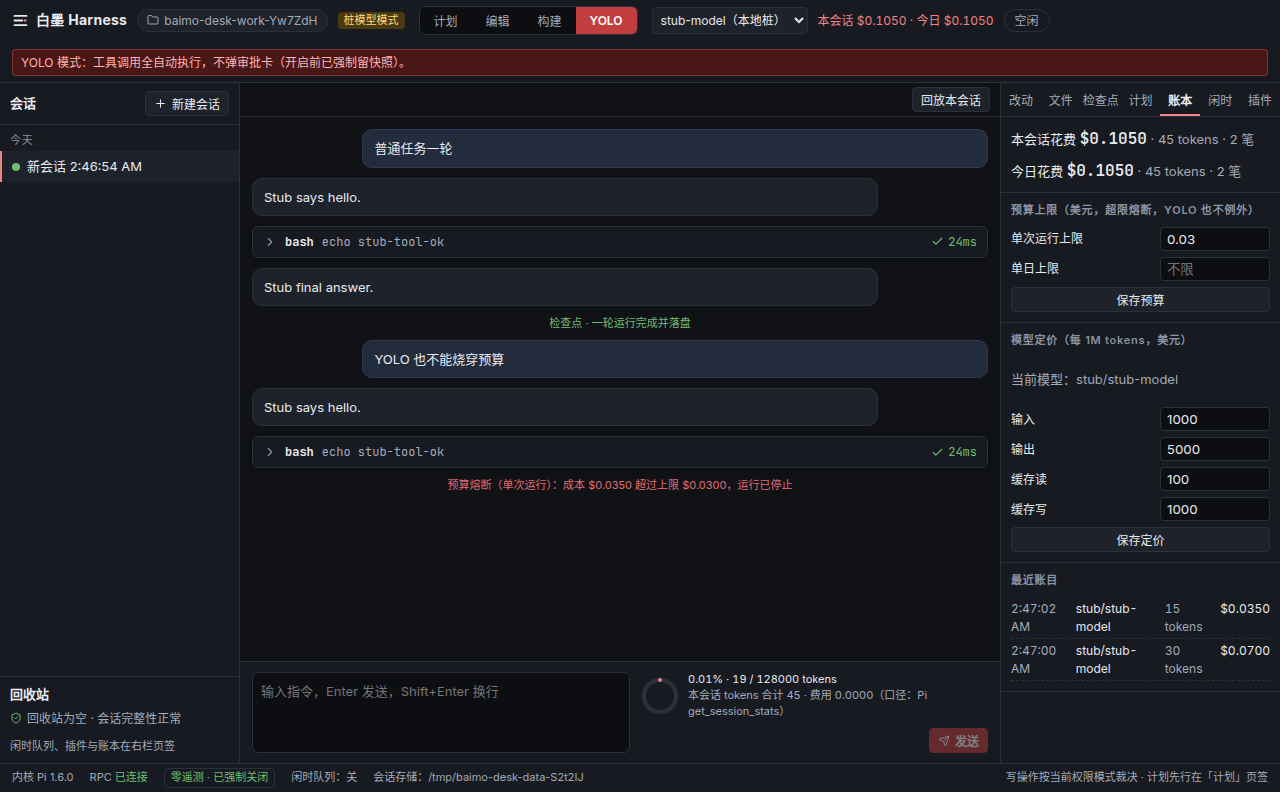 白墨 Harness
baimo-desk-work-Yw7ZdH
桩模型模式
计划
编辑
构建
YOLO
stub-model（本地桩）
本会话 $0.1050 · 今日 $0.1050
空闲
YOLO 模式：工具调用全自动执行，不弹审批卡（开启前已强制留快照）。
会话
新建会话
今天
新会话 2:46:54 AM
回收站
回收站为空 · 会话完整性正常
闲时队列、插件与账本在右栏页签
回放本会话
普通任务一轮
Stub says hello.
bash echo stub-tool-ok
24ms
Stub final answer.
检查点 · 一轮运行完成并落盘
YOLO 也不能烧穿预算
Stub says hello.
bash echo stub-tool-ok
24ms
预算熔断（单次运行）：成本 $0.0350 超过上限 $0.0300，运行已停止
输入指令，Enter 发送，Shift+Enter 换行
0.01% · 19 / 128000 tokens
本会话 tokens 合计 45 · 费用 0.0000（口径：Pi
get_session_stats）
发送
改动
文件
检查点
计划
账本
闲时
插件
本会话花费 $0.1050 · 45 tokens · 2 笔
今日花费 $0.1050 · 45 tokens · 2 笔
预算上限（美元，超限熔断，YOLO 也不例外）
单次运行上限
0.03
单日上限
不限
保存预算
模型定价（每 1M tokens，美元）
当前模型：stub/stub-model
输入
1000
输出
5000
缓存读
100
缓存写
1000
保存定价
最近账目
2:47:02 AM
stub/stub-model
15 tokens
$0.0350
2:47:00 AM
stub/stub-model
30 tokens
$0.0700
内核 Pi 1.6.0
RPC 已连接
零遥测 · 已强制关闭
闲时队列：关
会话存储：/tmp/baimo-desk-data-S2t2IJ
写操作按当前权限模式裁决 · 计划先行在「计划」页签